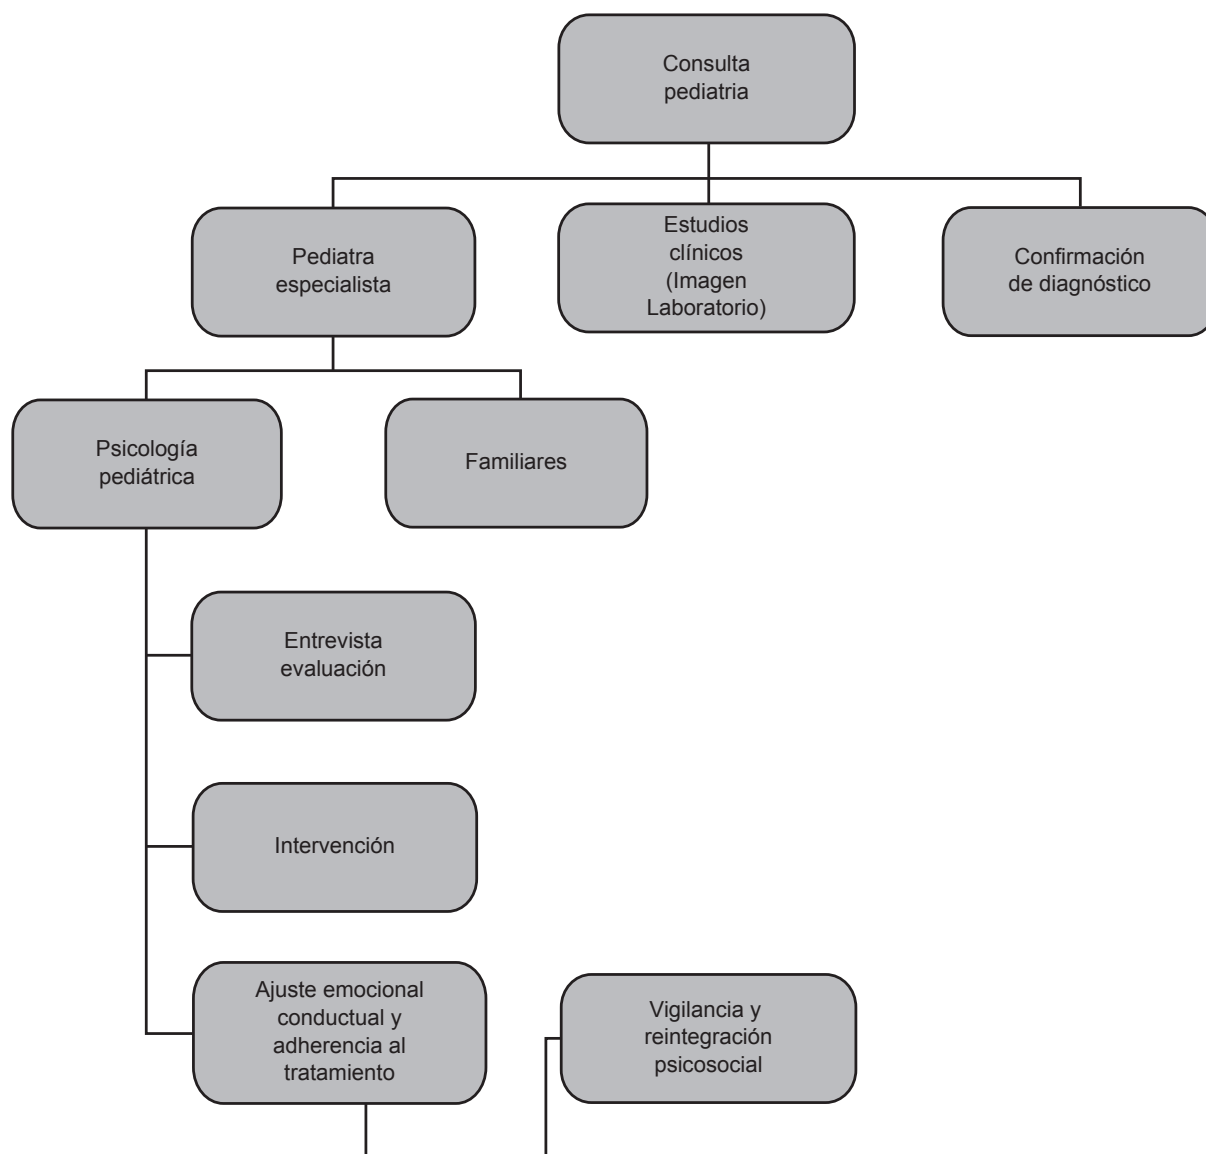 Consulta
pediatria
Pediatra
especialista
Estudios
clínicos
(Imagen
Laboratorio)
Confirmación
de diagnóstico
Psicología
pediátrica
Familiares
Entrevista
evaluación
Intervención
Ajuste emocional
conductual y
adherencia al
tratamiento
Vigilancia y
reintegración
psicosocial